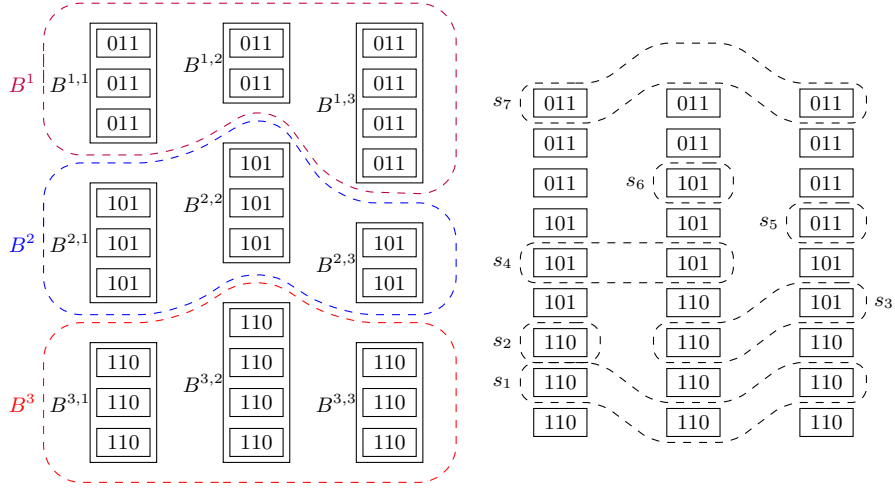 011 011 011
B^{1,2}
B^1 B^{1,1} 011 011 011
B^{1,3}
011 011
101 011
101 B^{2,2} 101
B^2 B^{2,1} 101 101 101
B^{2,3}
101 101
110
110 110 110
B^{3,2}
B^3 B^{3,1} 110 110 B^{3,3} 110
110 110 110
s_7 011 011 011
011 011 011
011 s_6 101 011
101 101 s_5 011
s_4 101 101 101
101 110 101 s_3
s_2 110 110 110
s_1 110 110 110
110 110 110